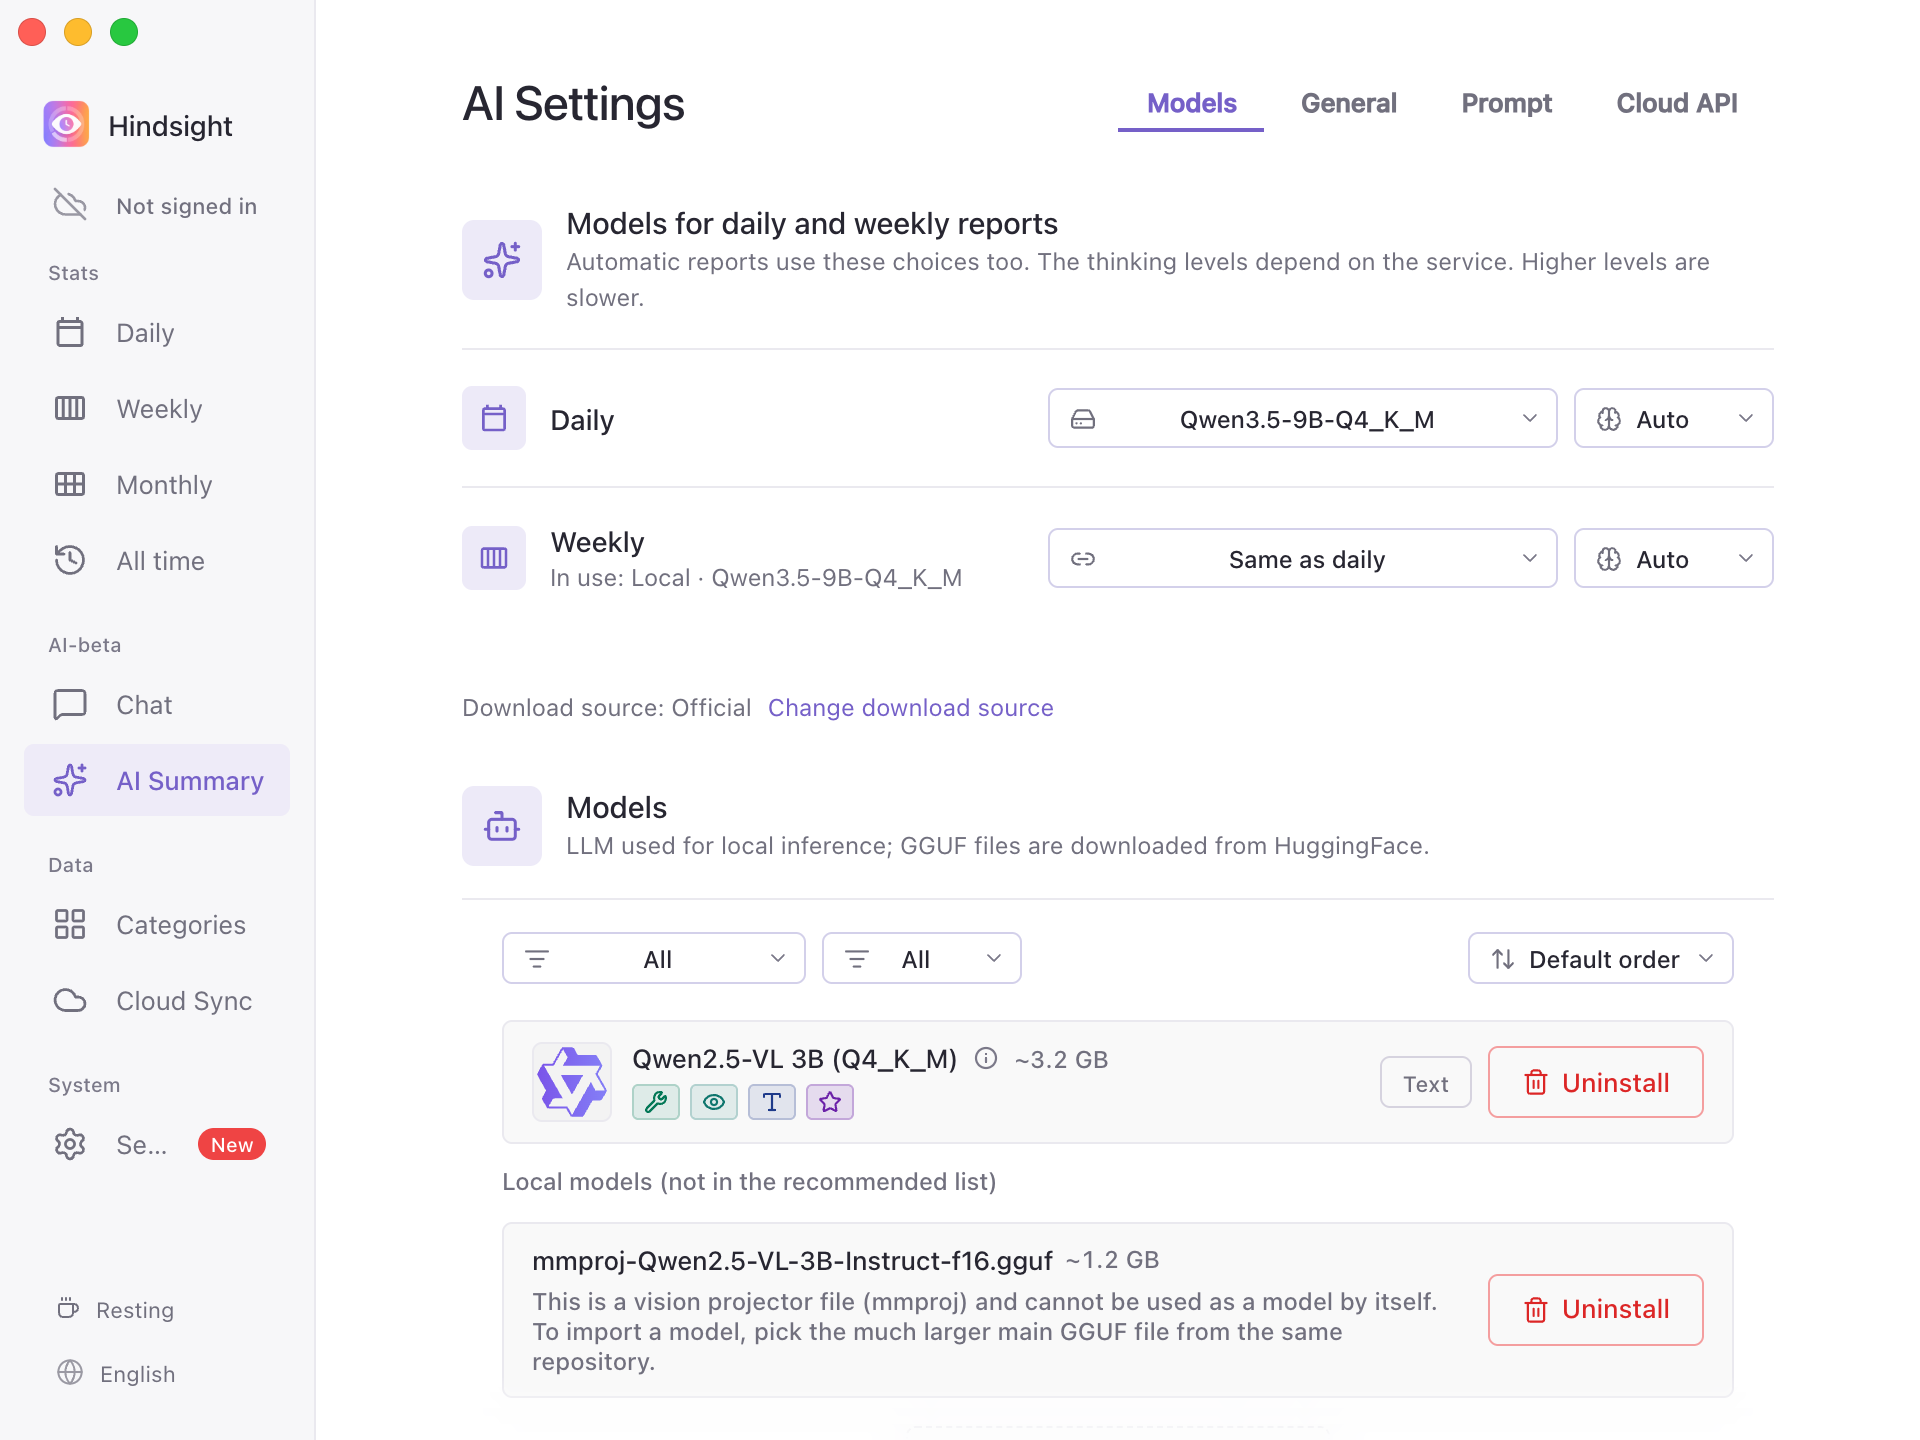 Hindsight
Not signed in
Stats
Daily
Weekly
Monthly
All time
AI-beta
Chat
AI Summary
Data
Categories
Cloud Sync
System
Se... New
Resting
English
AI Settings
Models General Prompt Cloud API
Models for daily and weekly reports
Automatic reports use these choices too. The thinking levels depend on the service. Higher levels are
slower.
Daily Qwen3.5-9B-Q4_K_M Auto
Weekly
In use: Local · Qwen3.5-9B-Q4_K_M
Same as daily Auto
Download source: Official Change download source
Models
LLM used for local inference; GGUF files are downloaded from HuggingFace.
All All Default order
Qwen2.5-VL 3B (Q4_K_M) ~3.2 GB
Text Uninstall
Local models (not in the recommended list)
mmproj-Qwen2.5-VL-3B-Instruct-f16.gguf ~1.2 GB
This is a vision projector file (mmproj) and cannot be used as a model by itself.
To import a model, pick the much larger main GGUF file from the same
repository.
Uninstall